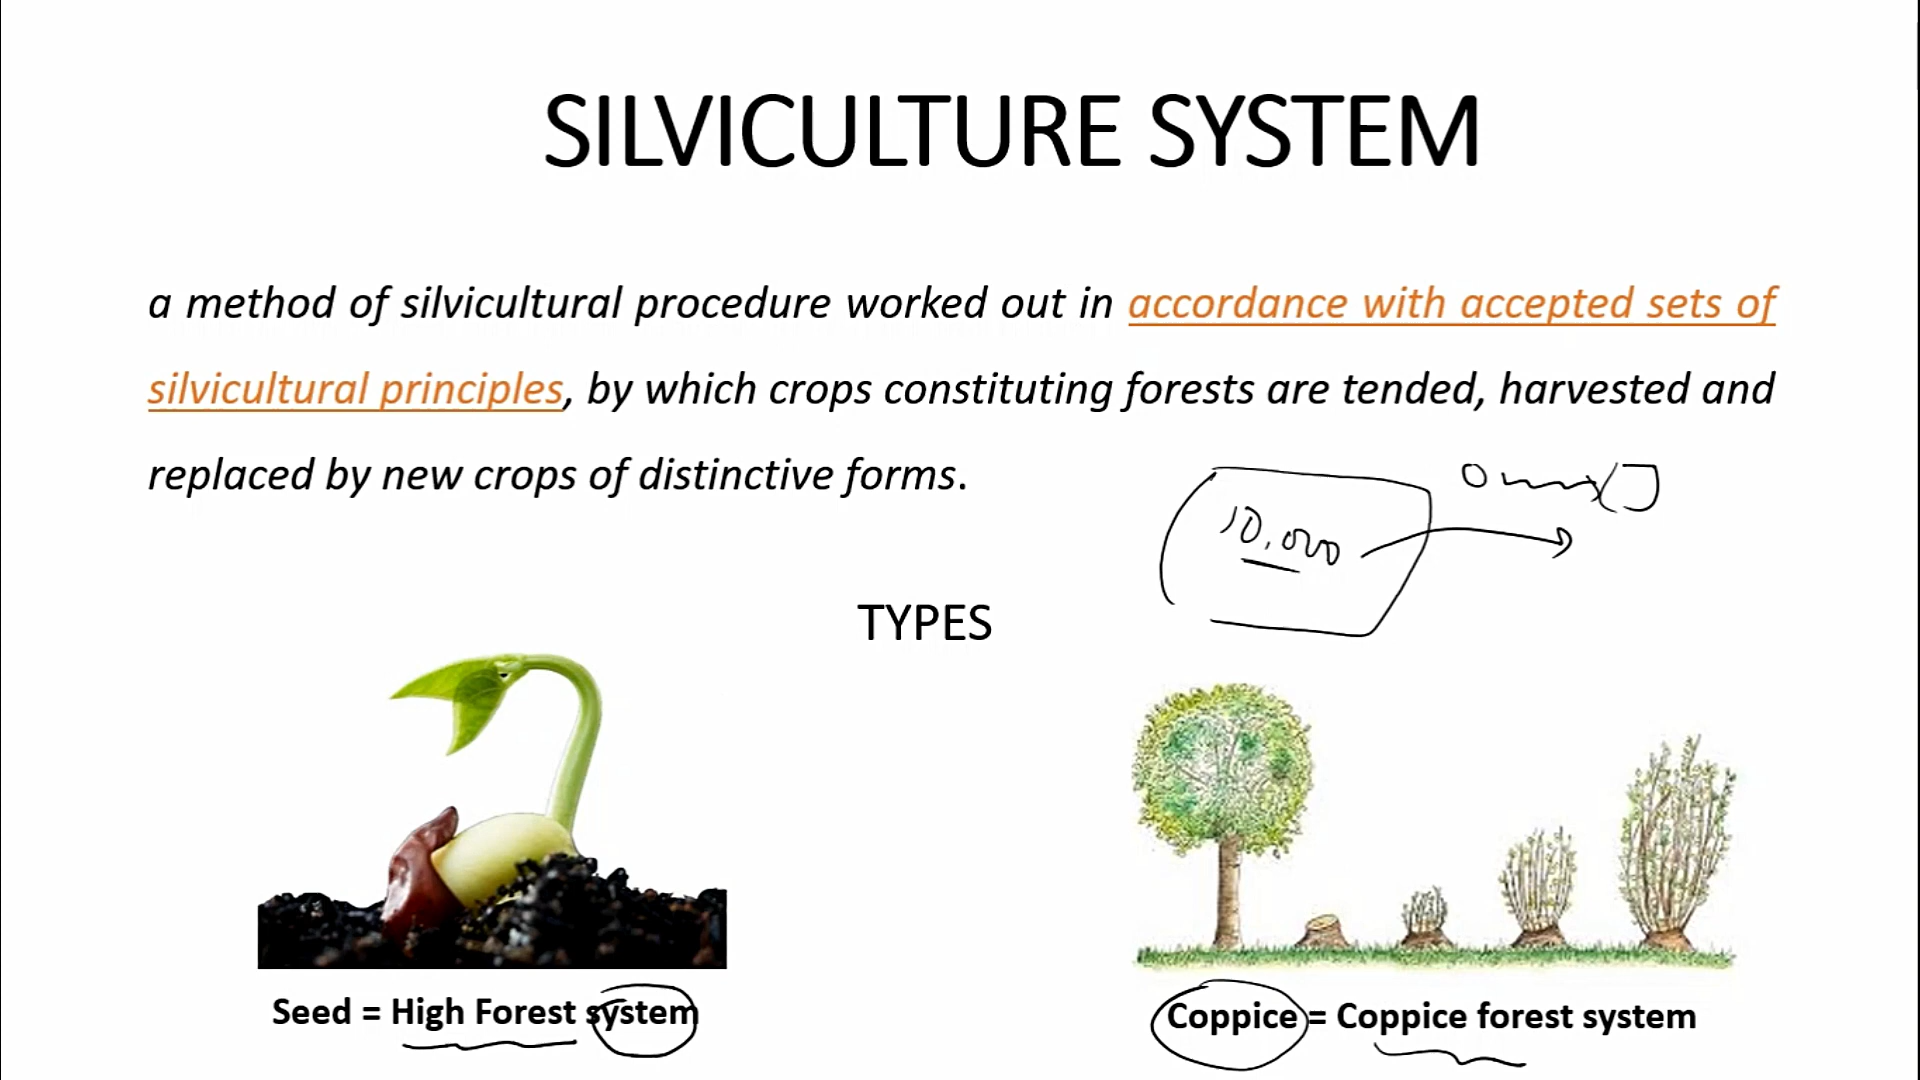 SILVICULTURE SYSTEM
a method of silvicultural procedure worked out in accordance with accepted sets of
silvicultural principles, by which crops constituting forests are tended, harvested and
replaced by new crops of distinctive forms.
10,000
TYPES
Seed = High Forest system
Coppice = Coppice forest system